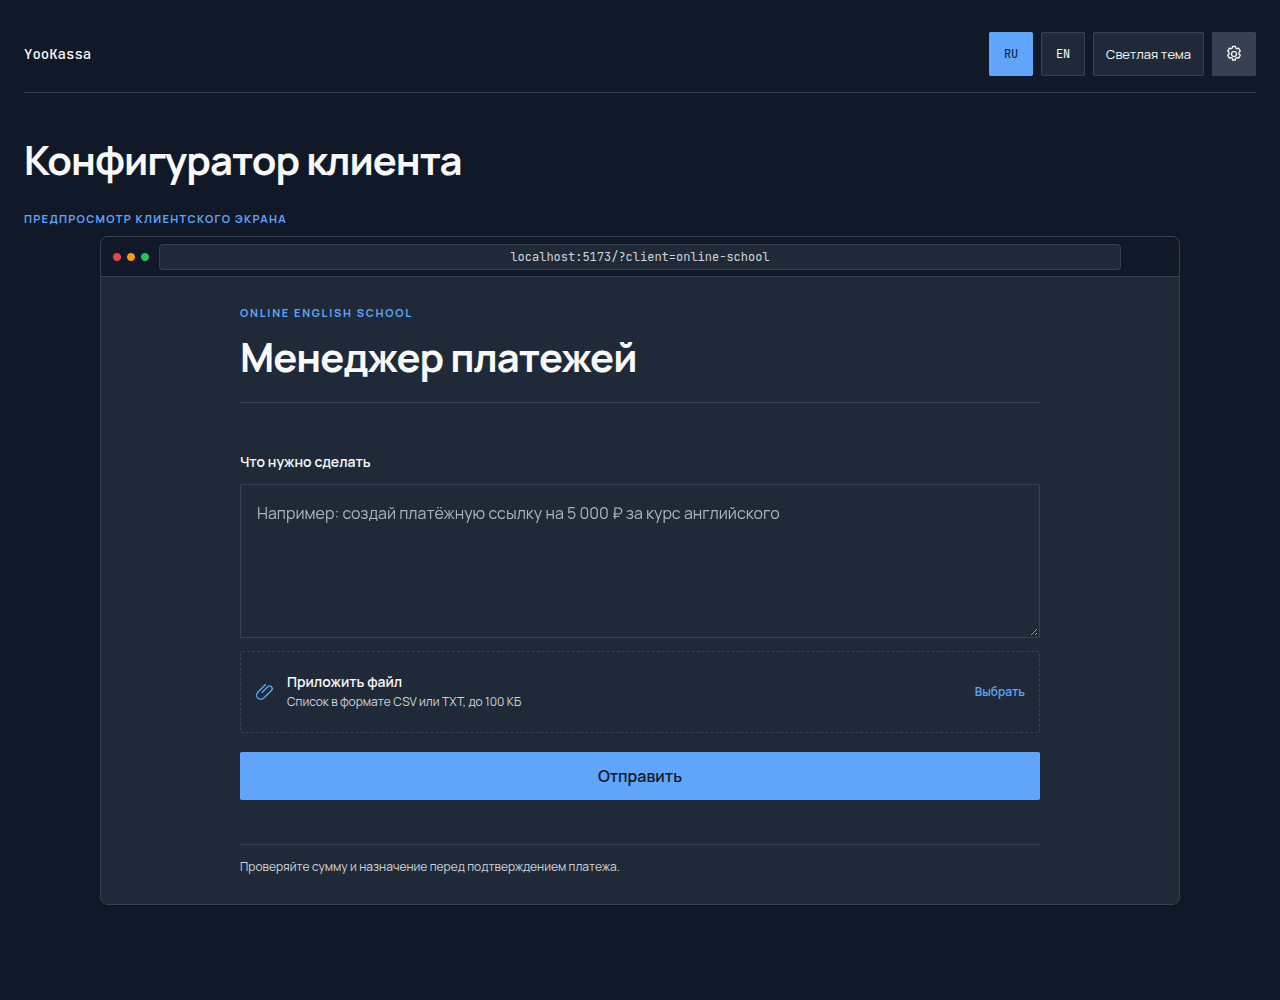 YooKassa
RU
EN
Светлая тема
Конфигуратор клиента
ПРЕДПРОСМОТР КЛИЕНТСКОГО ЭКРАНА
localhost:5173/?client=online-school
ONLINE ENGLISH SCHOOL
Менеджер платежей
Что нужно сделать
Например: создай платёжную ссылку на 5 000 ₽ за курс английского
Приложить файл
Список в формате CSV или TXT, до 100 КБ
Выбрать
Отправить
Проверяйте сумму и назначение перед подтверждением платежа.